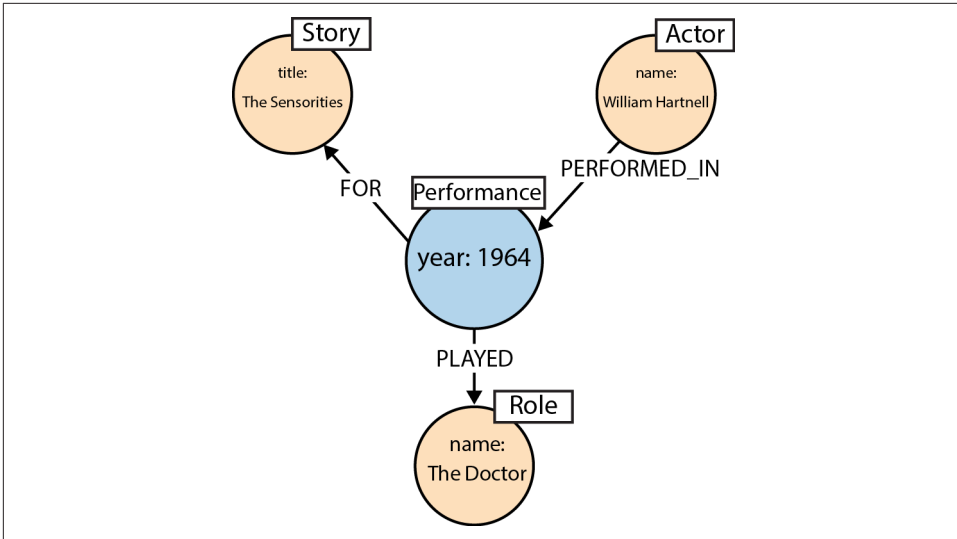 Story
title:
The Sensorities
Actor
name:
William Hartnell
FOR
PERFORMED_IN
Performance
year: 1964
PLAYED
Role
name:
The Doctor